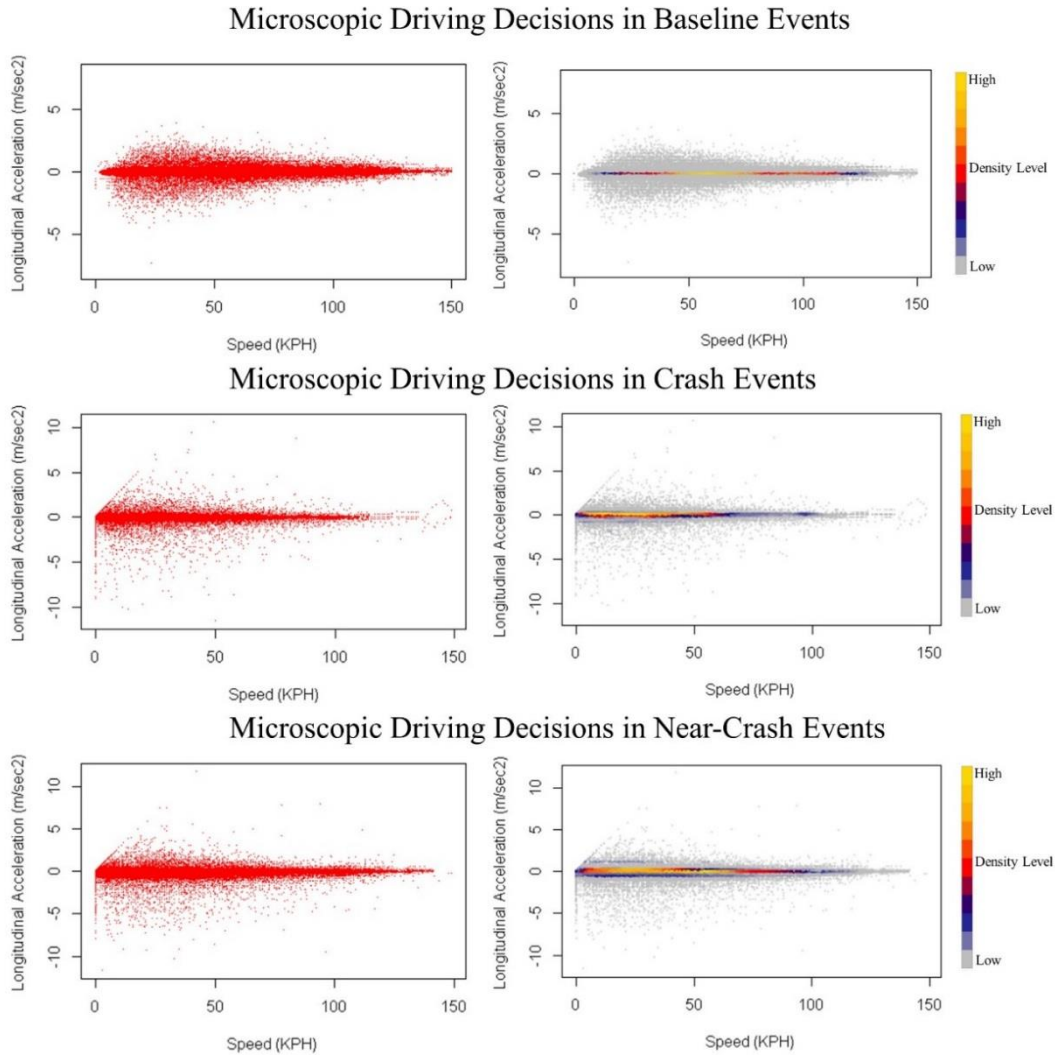 Microscopic Driving Decisions in Baseline Events
Longitudinal Acceleration (m/sec2)
5
0
-5
0 50 100 150
Speed (KPH)
Longitudinal Acceleration (m/sec2)
5
0
-5
0 50 100 150
Speed (KPH)
High
Density Level
Low
Microscopic Driving Decisions in Crash Events
Longitudinal Acceleration (m/sec2)
10
5
0
-5
-10
0 50 100 150
Speed (KPH)
Longitudinal Acceleration (m/sec2)
10
5
0
-5
-10
0 50 100 150
Speed (KPH)
High
Density Level
Low
Microscopic Driving Decisions in Near-Crash Events
Longitudinal Acceleration (m/sec2)
10
5
0
-5
-10
0 50 100 150
Speed (KPH)
Longitudinal Acceleration (m/sec2)
10
5
0
-5
-10
0 50 100 150
Speed (KPH)
High
Density Level
Low